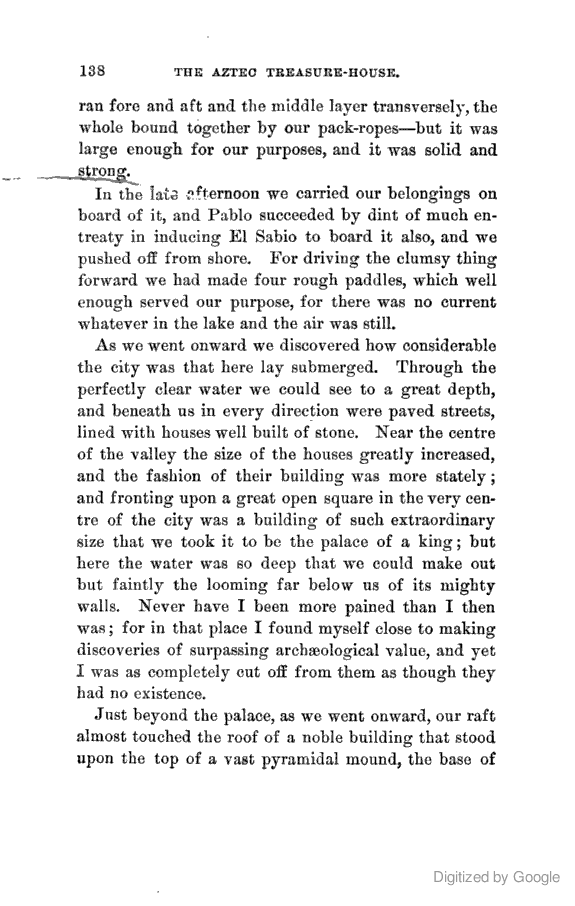 138 THE AZTEC TREASURE-HOUSE.
ran fore and aft and the middle layer transversely, the
whole bound together by our pack-ropes—but it was
large enough for our purposes, and it was solid and
strong.
In the late afternoon we carried our belongings on
board of it, and Pablo succeeded by dint of much en-
treaty in inducing El Sabio to board it also, and we
pushed off from shore. For driving the clumsy thing
forward we had made four rough paddles, which well
enough served our purpose, for there was no current
whatever in the lake and the air was still.
As we went onward we discovered how considerable
the city was that here lay submerged. Through the
perfectly clear water we could see to a great depth,
and beneath us in every direction were paved streets,
lined with houses well built of stone. Near the centre
of the valley the size of the houses greatly increased,
and the fashion of their building was more stately;
and fronting upon a great open square in the very cen-
tre of the city was a building of such extraordinary
size that we took it to be the palace of a king; but
here the water was so deep that we could make out
but faintly the looming far below us of its mighty
walls. Never have I been more pained than I then
was; for in that place I found myself close to making
discoveries of surpassing archæological value, and yet
I was as completely cut off from them as though they
had no existence.
Just beyond the palace, as we went onward, our raft
almost touched the roof of a noble building that stood
upon the top of a vast pyramidal mound, the base of
Digitized by Google